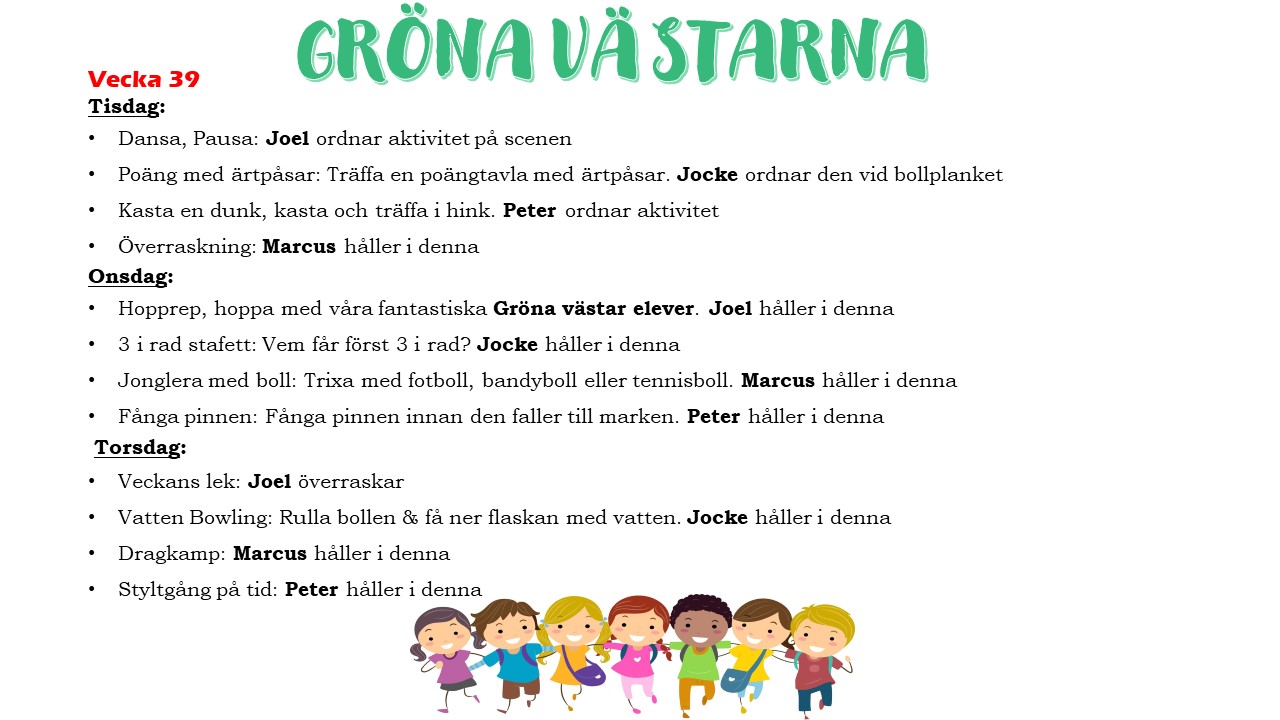 GRÖNA VÄSTARNA
Vecka 39
Tisdag:
• Dansa, Pausa: Joel ordnar aktivitet på scenen
• Poäng med ärtpåsar: Träffa en poängtavla med ärtpåsar. Jocke ordnar den vid bollplanket
• Kasta en dunk, kasta och träffa i hink. Peter ordnar aktivitet
• Överraskning: Marcus håller i denna
Onsdag:
• Hopprep, hoppa med våra fantastiska Gröna västar elever. Joel håller i denna
• 3 i rad stafett: Vem får först 3 i rad? Jocke håller i denna
• Jonglera med boll: Trixa med fotboll, bandyboll eller tennisboll. Marcus håller i denna
• Fånga pinnen: Fånga pinnen innan den faller till marken. Peter håller i denna
Torsdag:
• Veckans lek: Joel överraskar
• Vatten Bowling: Rulla bollen & få ner flaskan med vatten. Jocke håller i denna
• Dragkamp: Marcus håller i denna
• Styltgång på tid: Peter håller i denna